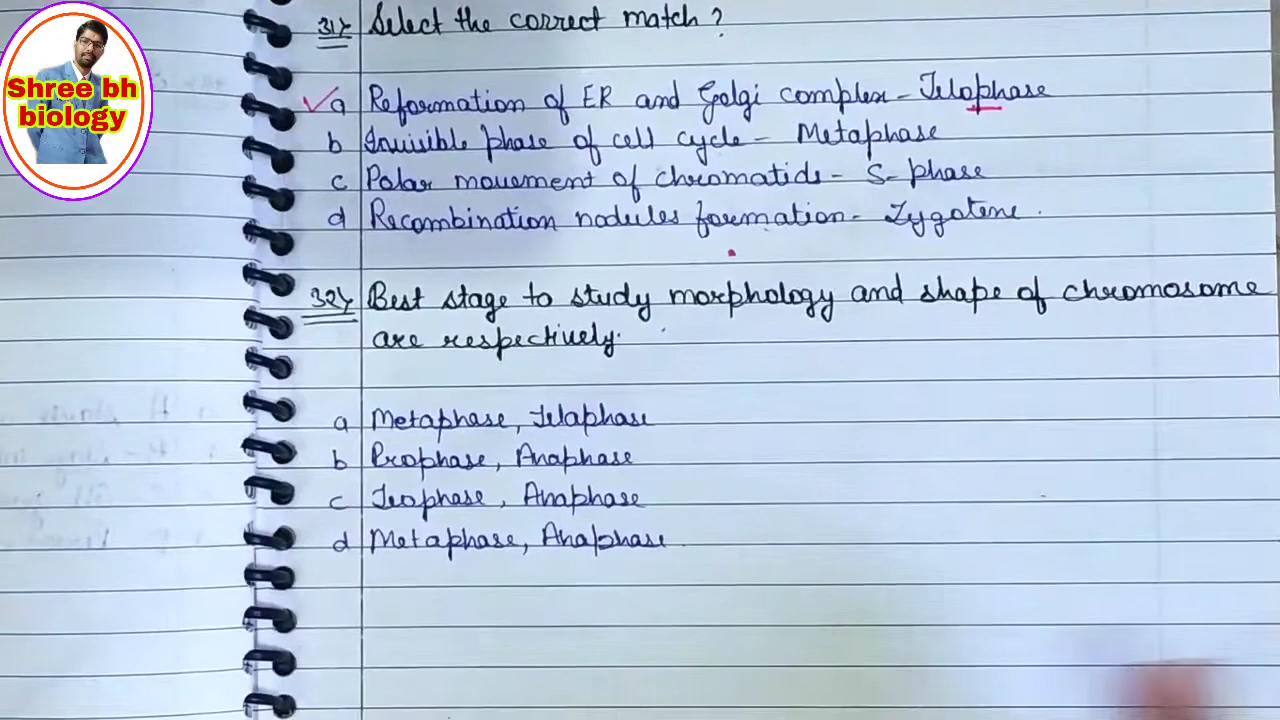 Shree bh
biology
31) Select the correct match ?
a Reformation of ER and Golgi complex - Telophase
b Invisible phase of cell cycle - Metaphase
c Polar movement of chromatids - S-phase
d Recombination nodules formation - Zygotene.
32) Best stage to study morphology and shape of chromosome
are respectively.
a Metaphase, Telaphase
b Prophase, Anaphase
c Teophase, Anaphase
d Metaphase, Anaphase